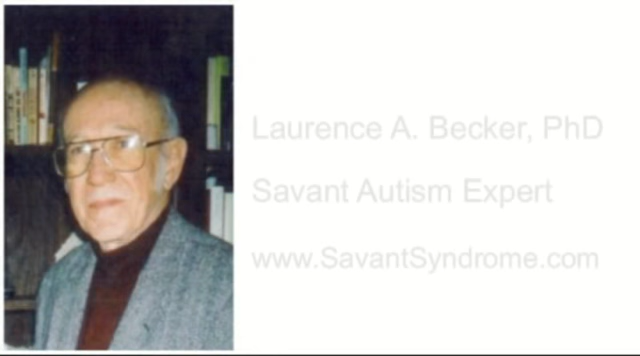 Laurence A. Becker, PhD
Savant Autism Expert
www.SavantSyndrome.com